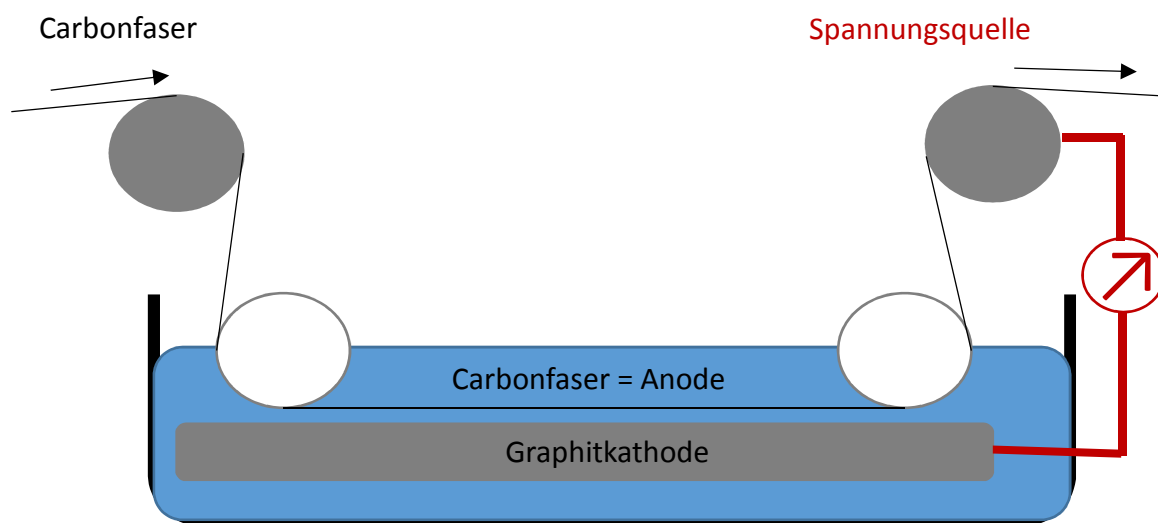 Carbonfaser
Spannungsquelle
Carbonfaser = Anode
Graphitkathode